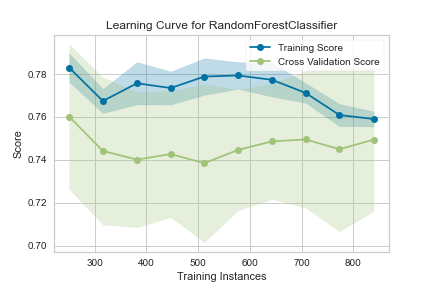 Learning Curve for RandomForestClassifier
Training Score
Cross Validation Score
Score
0.78
0.76
0.74
0.72
0.70
300 400 500 600 700 800
Training Instances